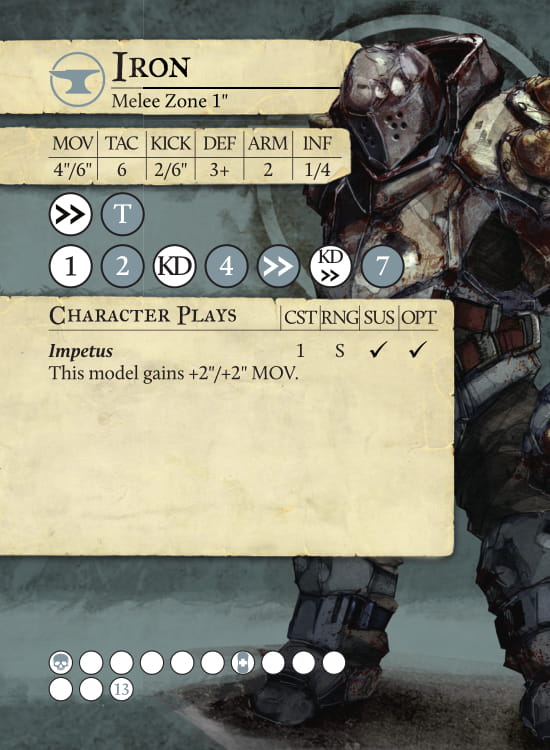 Iron
Melee Zone 1"
MOV TAC KICK DEF ARM INF
4"/6" 6 2/6" 3+ 2 1/4
>> T
1 2 KD 4 >> KD >> 7
Character Plays CST RNG SUS OPT
Impetus 1 S ✓ ✓
This model gains +2"/+2" MOV.
13